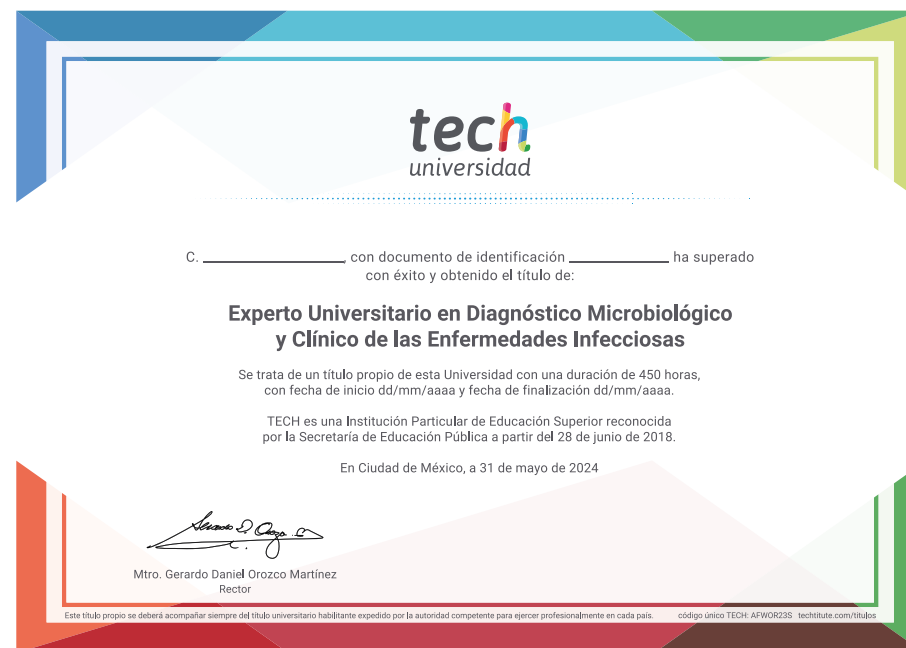 tech
universidad
C. ____________, con documento de identificación ____________ ha superado
con éxito y obtenido el título de:
Experto Universitario en Diagnóstico Microbiológico
y Clínico de las Enfermedades Infecciosas
Se trata de un título propio de esta Universidad con una duración de 450 horas,
con fecha de inicio dd/mm/aaaa y fecha de finalización dd/mm/aaaa.
TECH es una Institución Particular de Educación Superior reconocida
por la Secretaría de Educación Pública a partir del 28 de junio de 2018.
En Ciudad de México, a 31 de mayo de 2024
Mtro. Gerardo Daniel Orozco Martínez
Rector
Este título propio se deberá acompañar siempre del título universitario habilitante expedido por la autoridad competente para ejercer profesionalmente en cada país. código único TECH: AFWOR23S techtitute.com/titulos